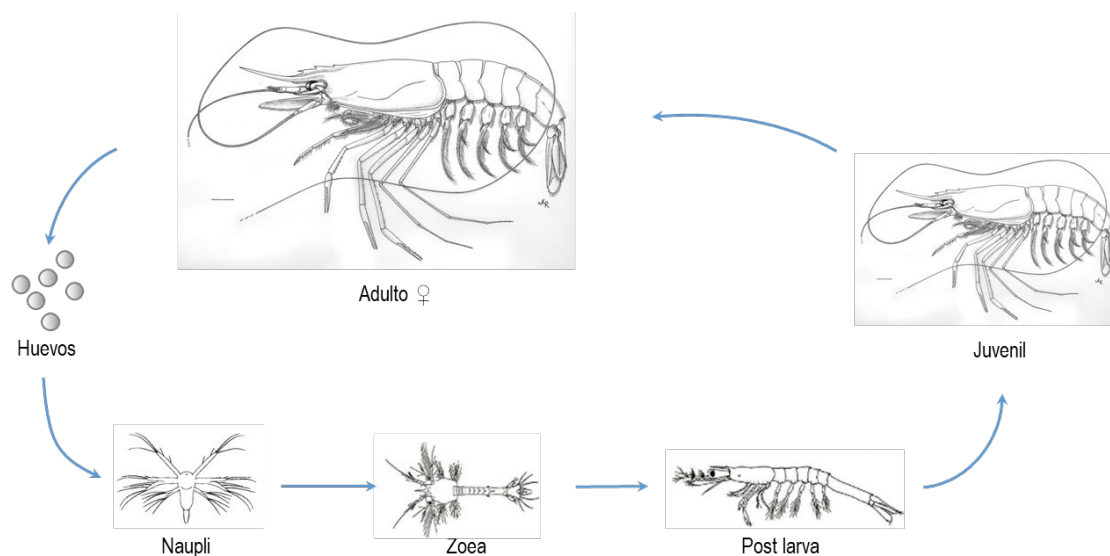 Adulto ♀
Huevos
Juvenil
Naupli
Zoea
Post larva